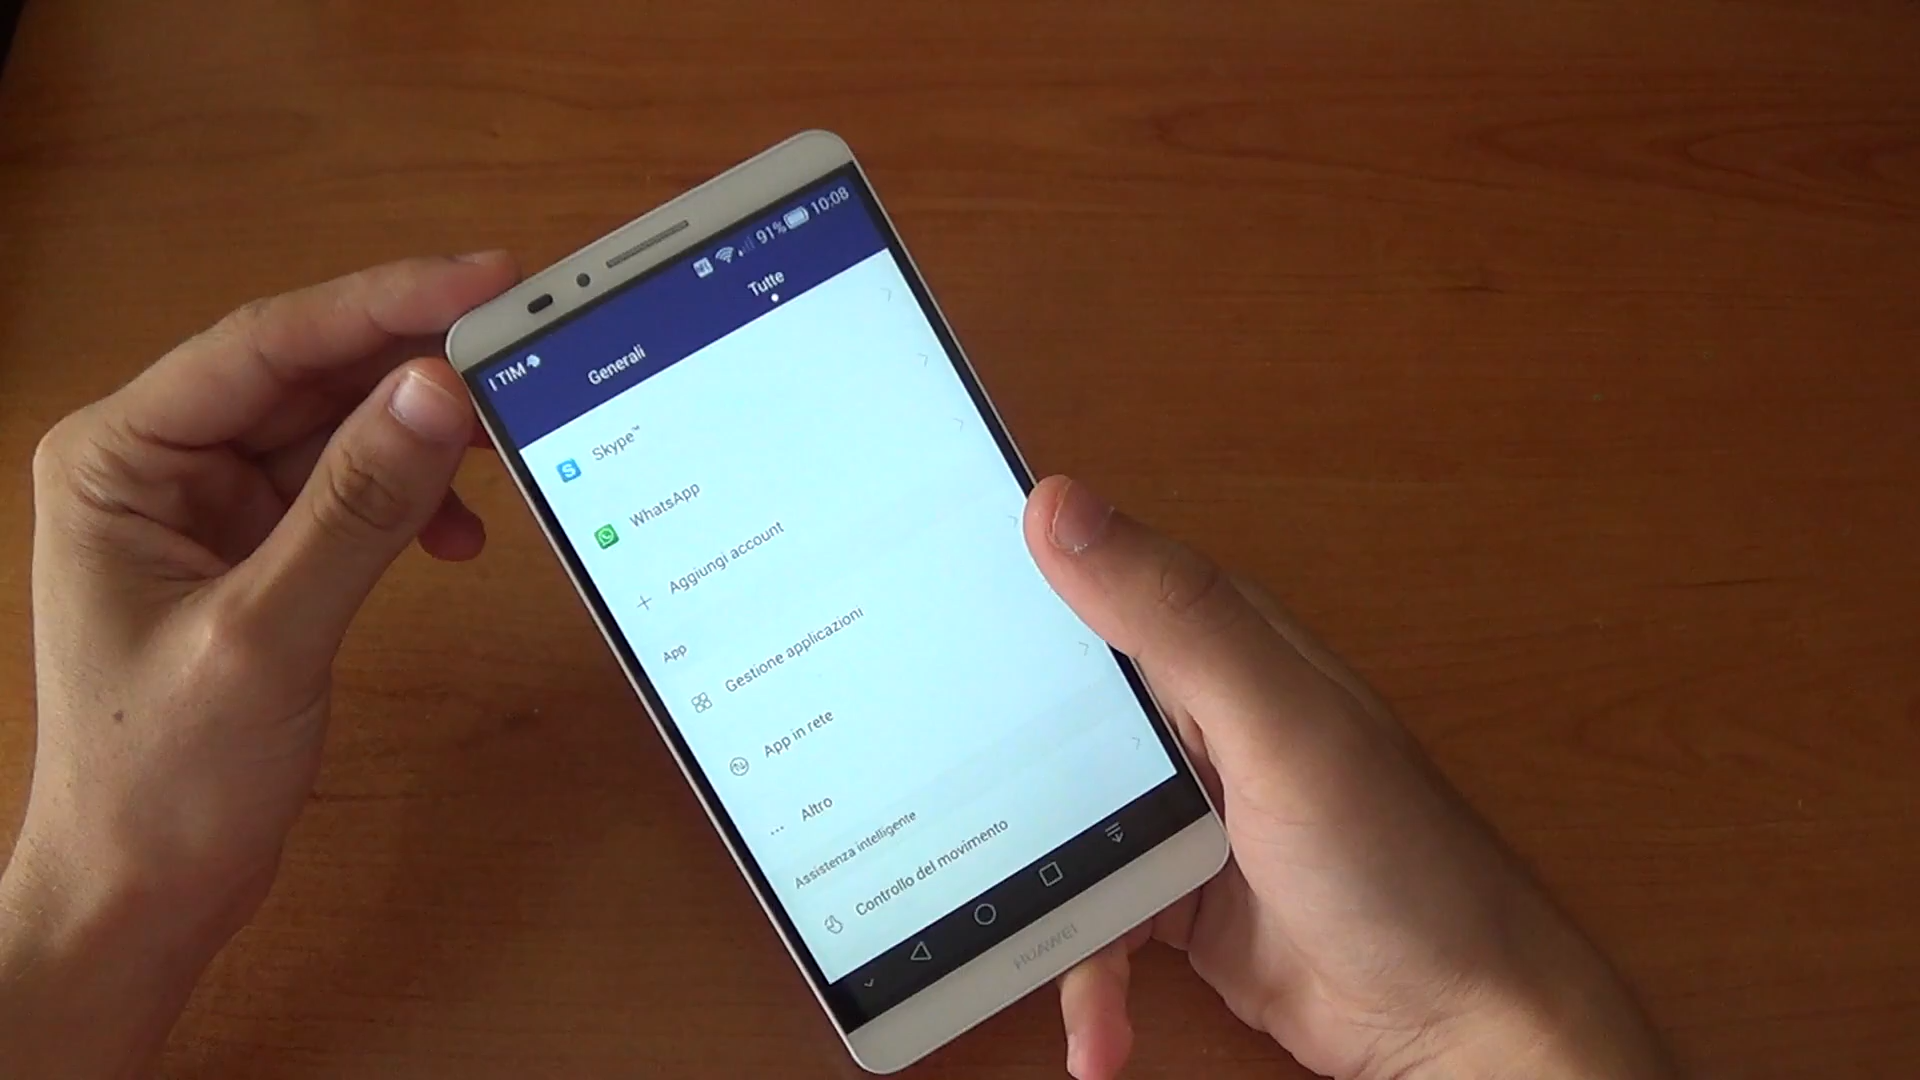 I TIM 91% 10:08
Generali Tutte
Skype™
WhatsApp
Aggiungi account
App
Gestione applicazioni
App in rete
Altro
Assistenza intelligente
Controllo del movimento
HUAWEI